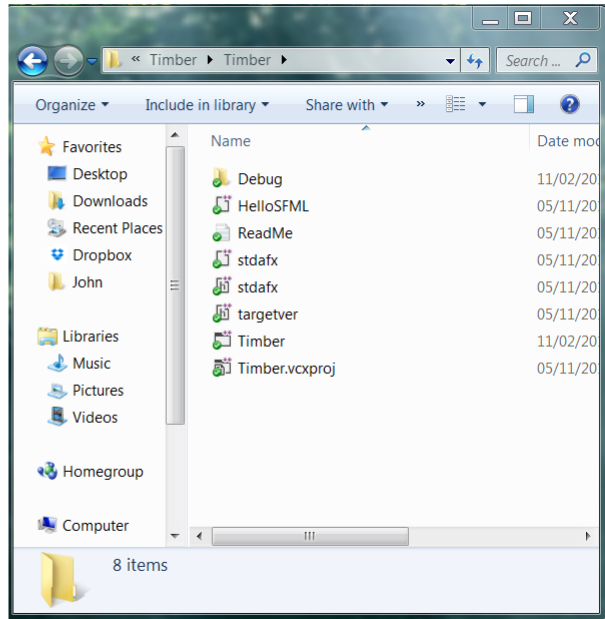 « Timber ▸ Timber ▸
Search ...
Organize
Include in library
Share with
»
Name
Date mod
Favorites
Desktop
Downloads
Recent Places
Dropbox
John
Libraries
Music
Pictures
Videos
Homegroup
Computer
Debug 11/02/20
HelloSFML 05/11/20
ReadMe 05/11/20
stdafx 05/11/20
stdafx 05/11/20
targetver 05/11/20
Timber 11/02/20
Timber.vcxproj 05/11/20
8 items